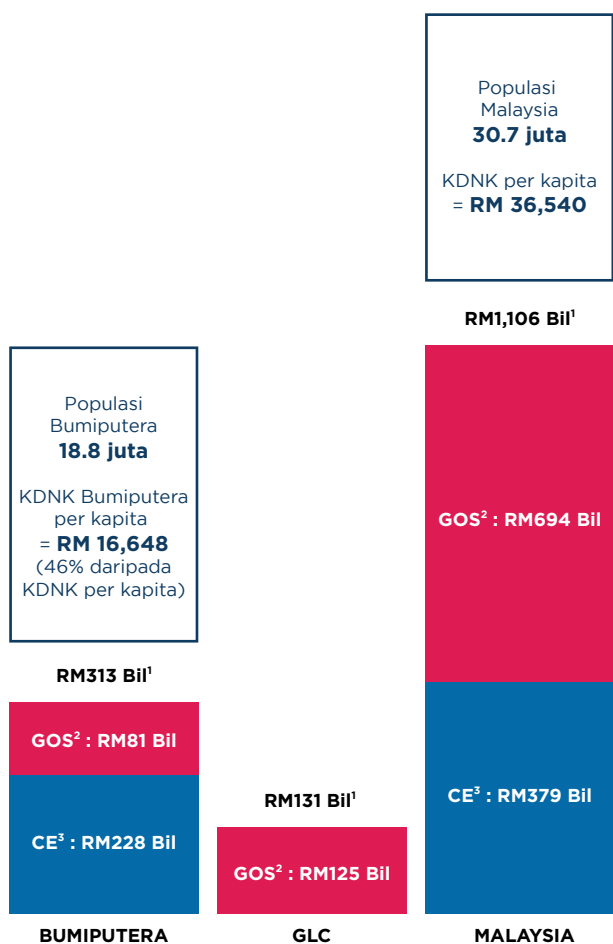 Populasi
Malaysia
30.7 juta
KDNK per kapita
= RM 36,540
RM1,106 Bil¹
GOS² : RM694 Bil
CE³ : RM379 Bil
MALAYSIA
Populasi
Bumiputera
18.8 juta
KDNK Bumiputera
per kapita
= RM 16,648
(46% daripada
KDNK per kapita)
RM313 Bil¹
GOS² : RM81 Bil
CE³ : RM228 Bil
BUMIPUTERA
RM131 Bil¹
GOS² : RM125 Bil
GLC